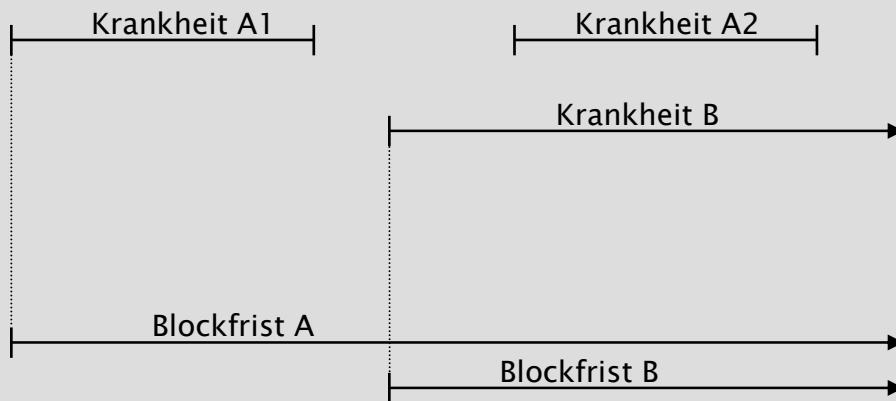 Krankheit A1
Krankheit A2
Krankheit B
Blockfrist A
Blockfrist B